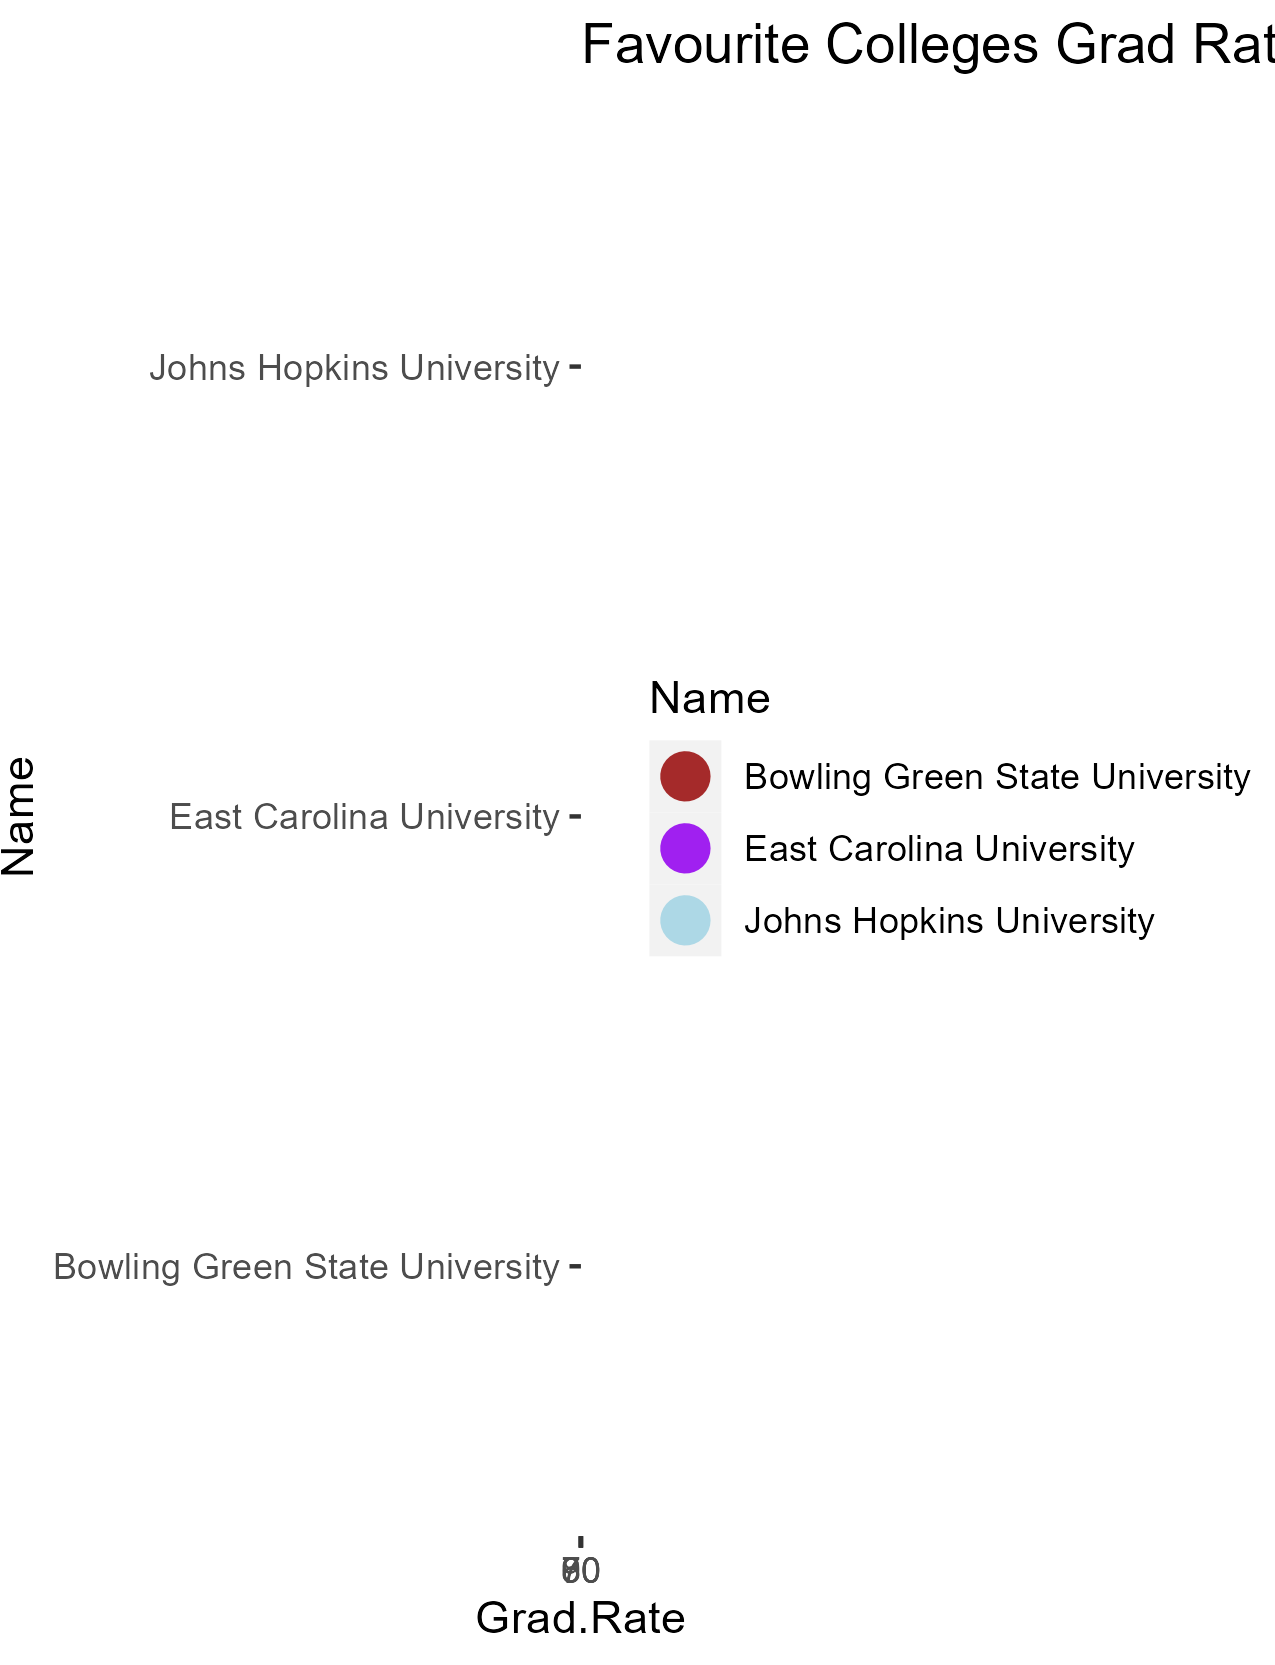 Favourite Colleges Grad Rat
Johns Hopkins University
East Carolina University
Bowling Green State University
Name
Name
Bowling Green State University
East Carolina University
Johns Hopkins University
Grad.Rate